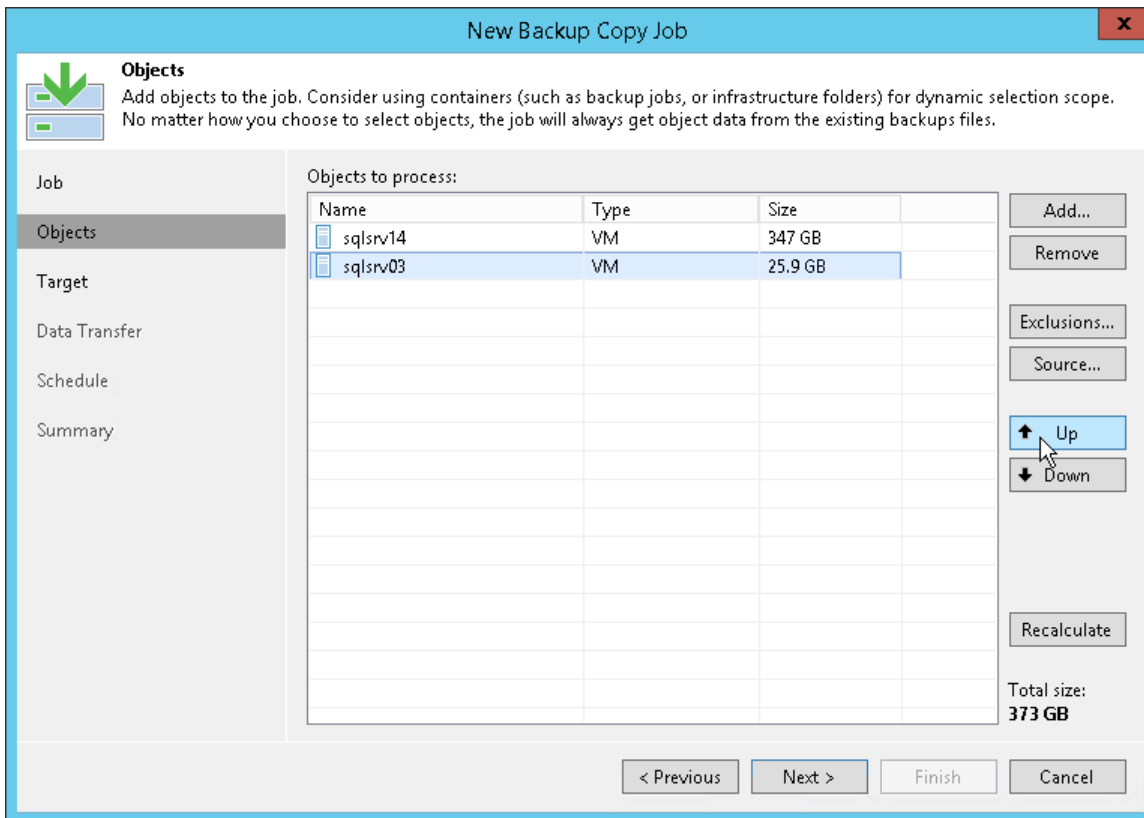 New Backup Copy Job
x
Objects
Add objects to the job. Consider using containers (such as backup jobs, or infrastructure folders) for dynamic selection scope.
No matter how you choose to select objects, the job will always get object data from the existing backups files.
Job
Objects
Target
Data Transfer
Schedule
Summary
Objects to process:
Name Type Size
sqlsrv14 VM 347 GB
sqlsrv03 VM 25.9 GB
Add...
Remove
Exclusions...
Source...
Up
Down
Recalculate
Total size:
373 GB
< Previous Next > Finish Cancel